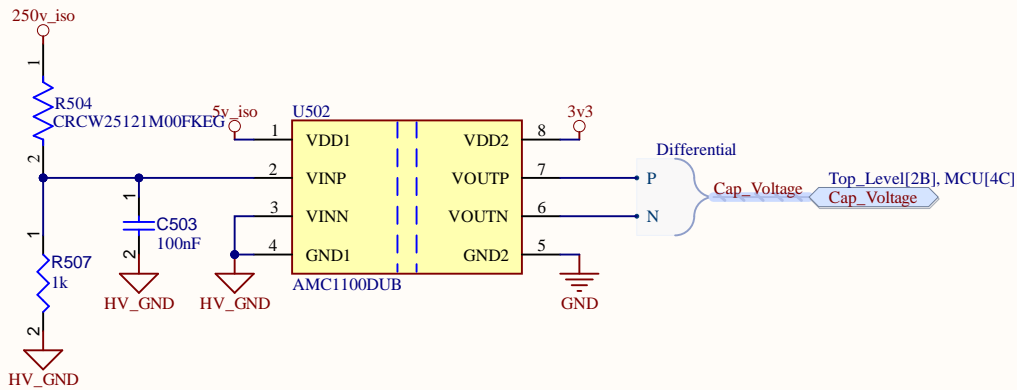 250v_iso
1
R504
CRCW25121M00FKEG
2
5v_iso
U502
3v3
1 VDD1 VDD2 8
2 VINP VOUTP 7
3 VINN VOUTN 6
4 GND1 GND2 5
AMC1100DUB
Differential
P
N
Cap_Voltage
Top_Level[2B], MCU[4C]
Cap_Voltage
1
C503
100nF
2
1
R507
1k
2
HV_GND
HV_GND
GND
HV_GND